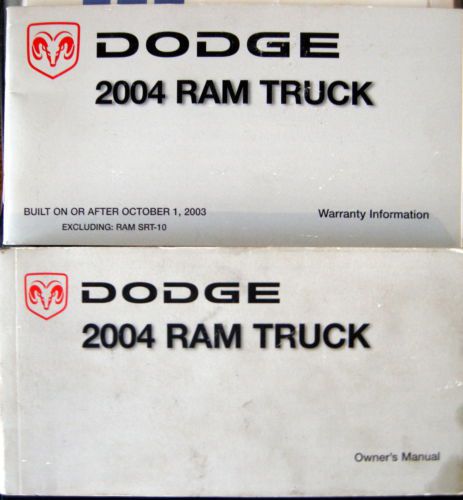 DODGE
2004 RAM TRUCK
BUILT ON OR AFTER OCTOBER 1, 2003
Warranty Information
EXCLUDING: RAM SRT-10
DODGE
2004 RAM TRUCK
Owner's Manual